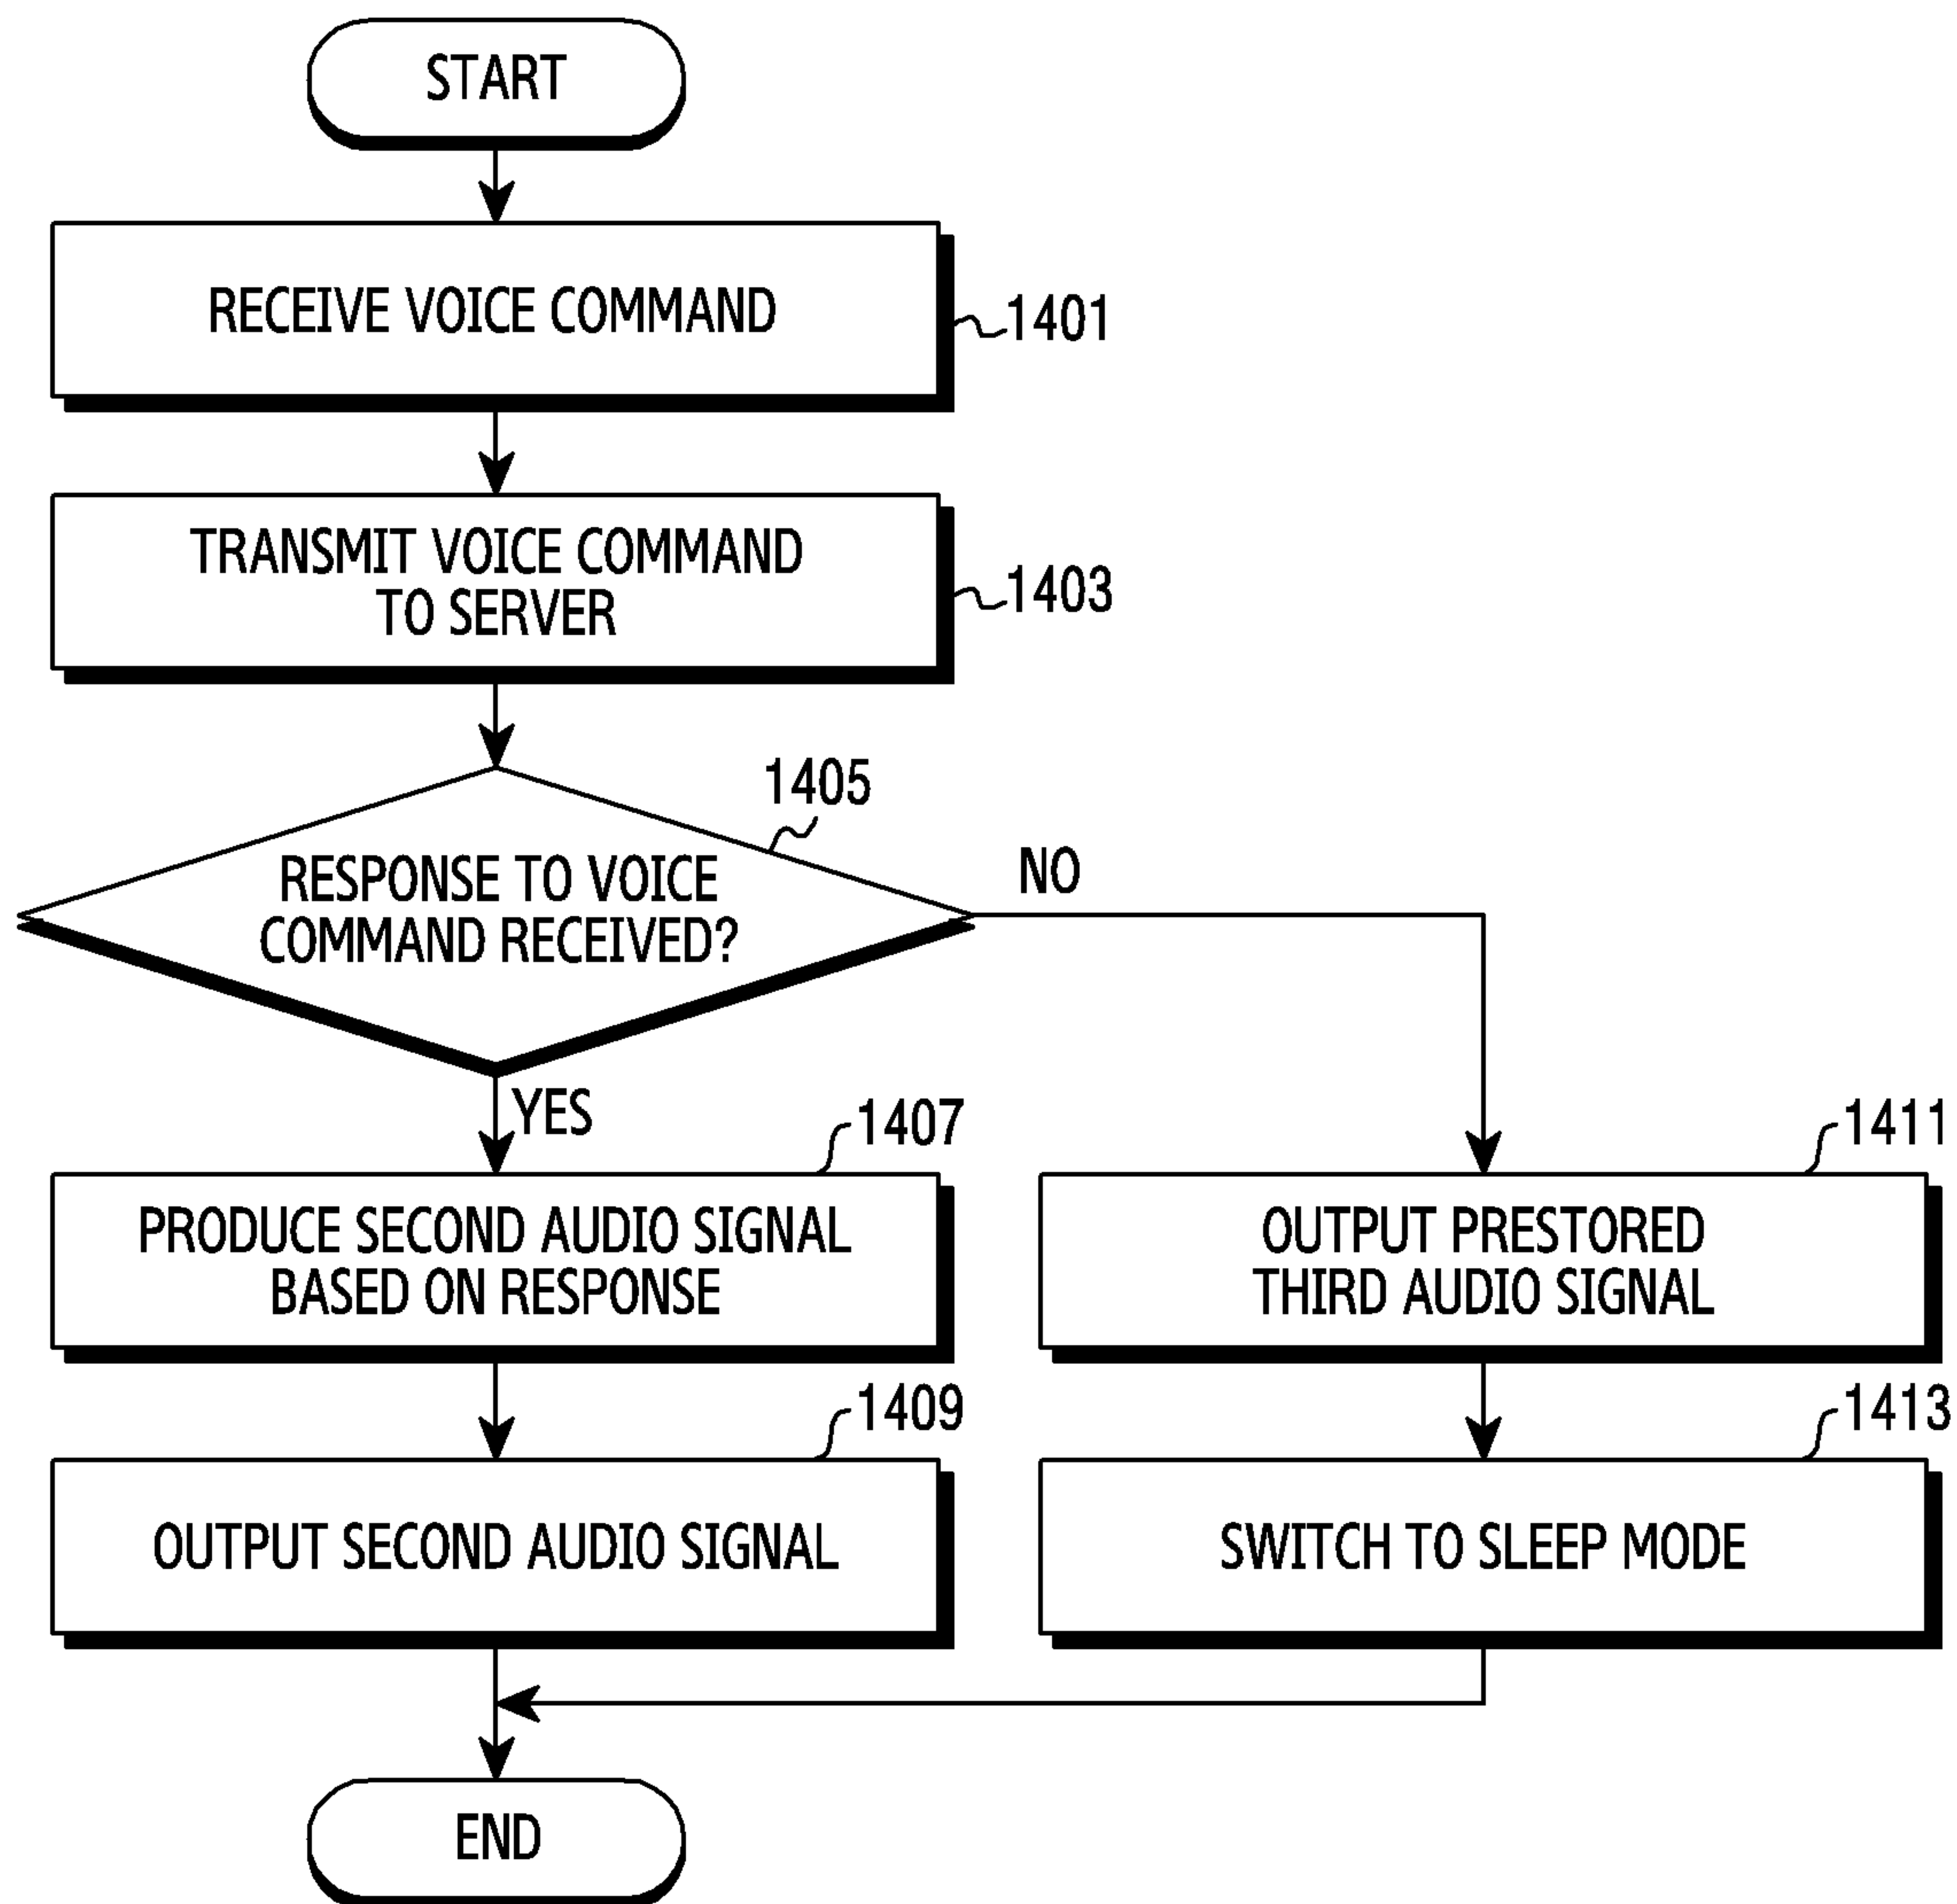 START
RECEIVE VOICE COMMAND
1401
TRANSMIT VOICE COMMAND
TO SERVER
1403
1405
RESPONSE TO VOICE
COMMAND RECEIVED?
NO
YES
1407
PRODUCE SECOND AUDIO SIGNAL
BASED ON RESPONSE
1411
OUTPUT PRESTORED
THIRD AUDIO SIGNAL
1409
OUTPUT SECOND AUDIO SIGNAL
1413
SWITCH TO SLEEP MODE
END